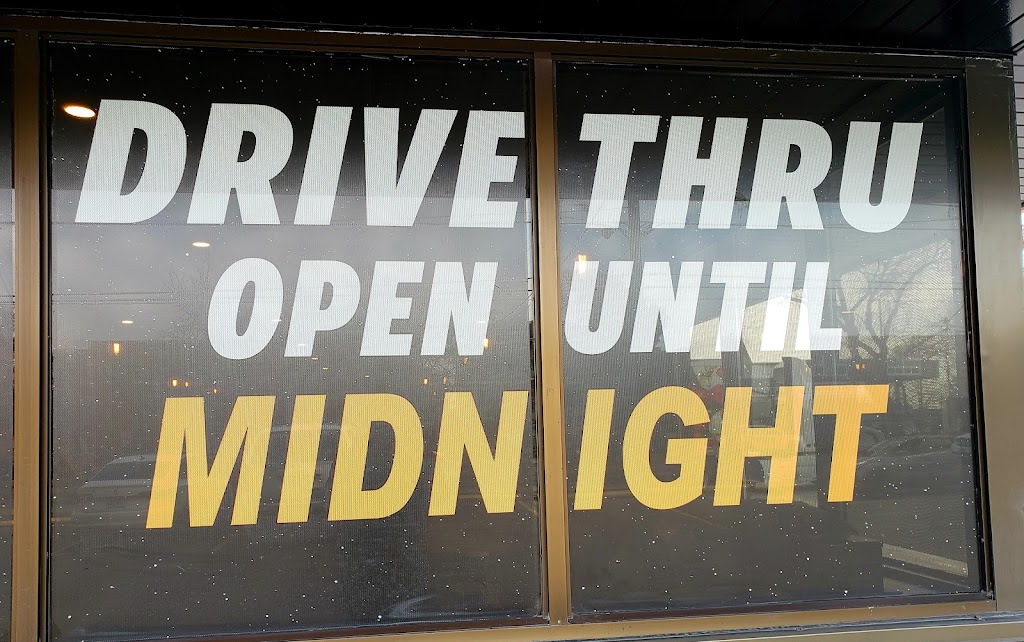 DRIVE THRU
OPEN UNTIL
MIDNIGHT